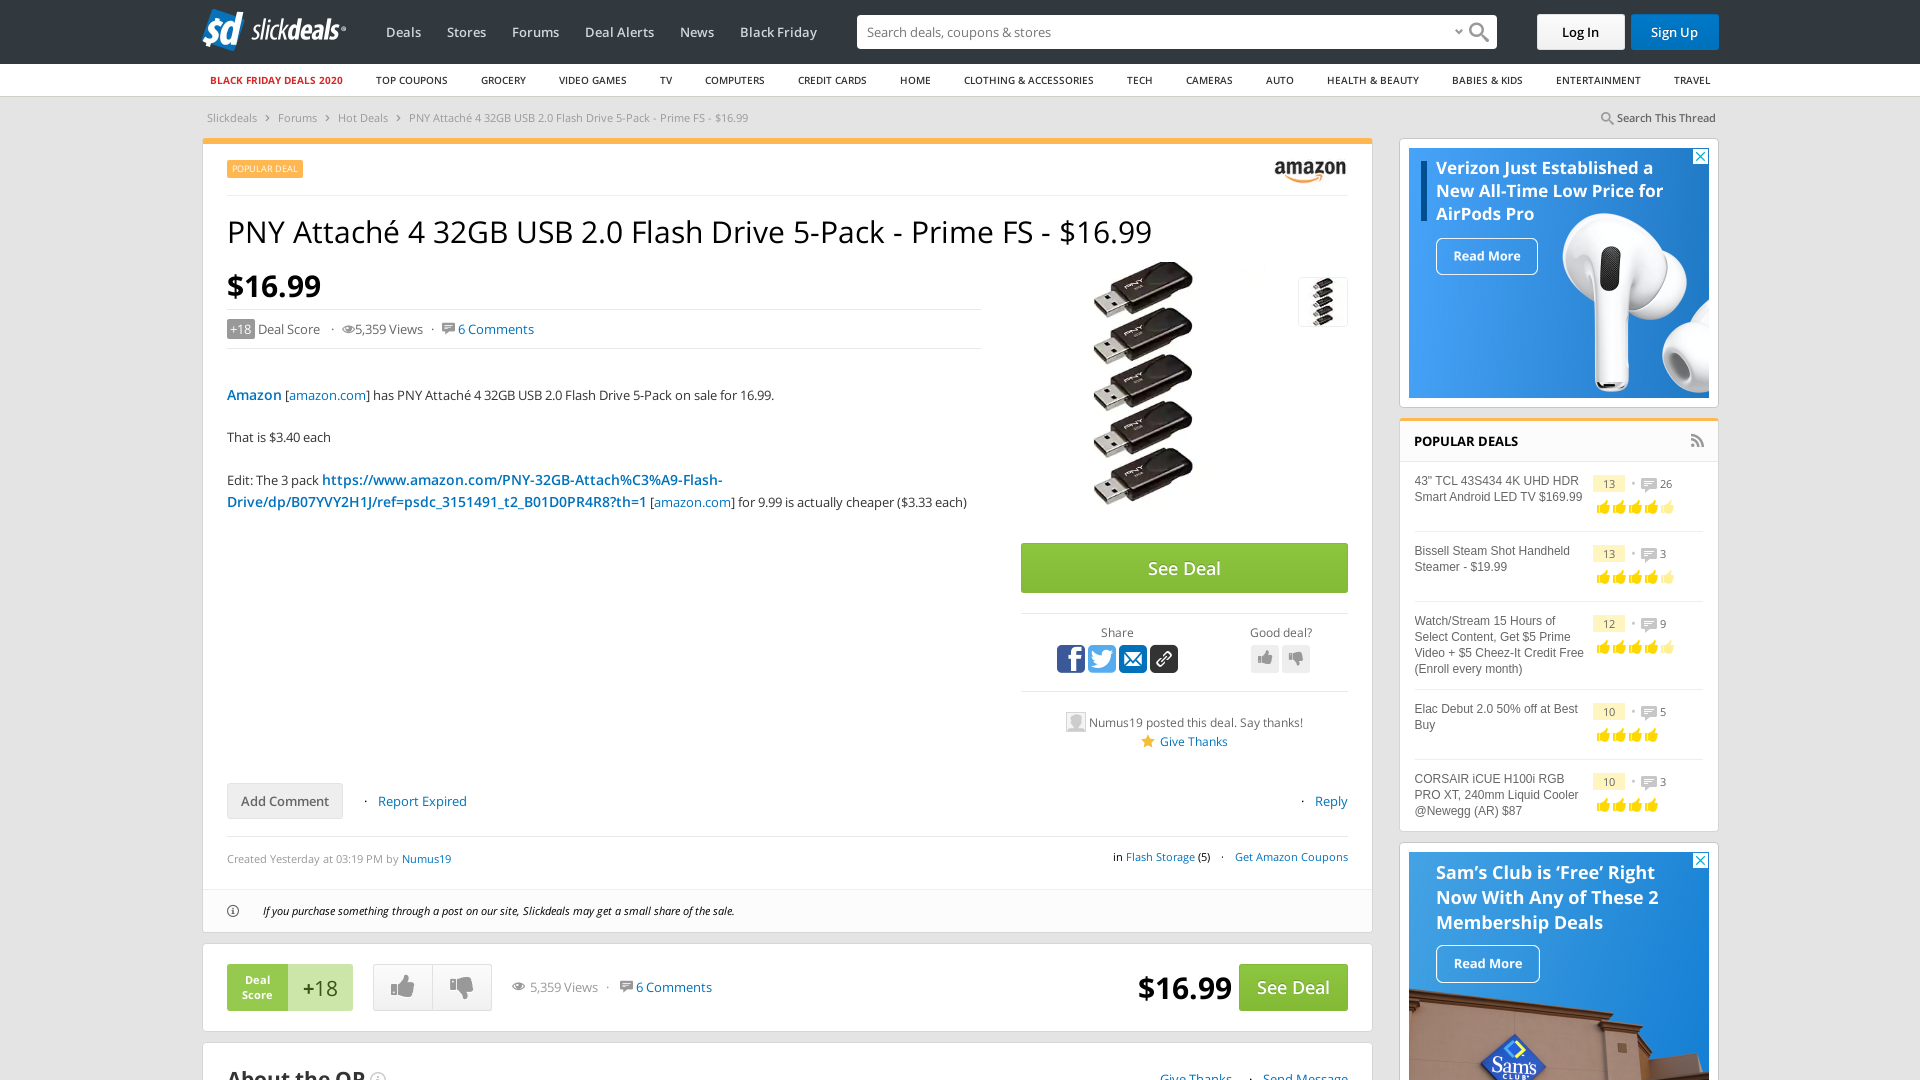 sd slickdeals
Deals Stores Forums Deal Alerts News Black Friday
Search deals, coupons & stores
Log In Sign Up
BLACK FRIDAY DEALS 2020 TOP COUPONS GROCERY VIDEO GAMES TV COMPUTERS CREDIT CARDS HOME CLOTHING & ACCESSORIES TECH CAMERAS AUTO HEALTH & BEAUTY BABIES & KIDS ENTERTAINMENT TRAVEL
Slickdeals › Forums › Hot Deals › PNY Attaché 4 32GB USB 2.0 Flash Drive 5-Pack - Prime FS - $16.99
Search This Thread
POPULAR DEAL
amazon
PNY Attaché 4 32GB USB 2.0 Flash Drive 5-Pack - Prime FS - $16.99
$16.99
+18 Deal Score · 5,359 Views · 6 Comments
Amazon [amazon.com] has PNY Attaché 4 32GB USB 2.0 Flash Drive 5-Pack on sale for 16.99.
That is $3.40 each
Edit: The 3 pack https://www.amazon.com/PNY-32GB-Attach%C3%A9-Flash-
Drive/dp/B07YVY2H1J/ref=psdc_3151491_t2_B01D0PR4R8?th=1 [amazon.com] for 9.99 is actually cheaper ($3.33 each)
PNY
PNY
PNY
PNY
PNY
See Deal
Share
Good deal?
Numus19 posted this deal. Say thanks!
Give Thanks
Add Comment · Report Expired
· Reply
Created Yesterday at 03:19 PM by Numus19
in Flash Storage (5) · Get Amazon Coupons
If you purchase something through a post on our site, Slickdeals may get a small share of the sale.
Deal
Score
+18
5,359 Views · 6 Comments
$16.99 See Deal
About the OP
Give Thanks · Send Message
Verizon Just Established a
New All-Time Low Price for
AirPods Pro
Read More
POPULAR DEALS
43" TCL 43S434 4K UHD HDR
Smart Android LED TV $169.99
13 · 26
Bissell Steam Shot Handheld
Steamer - $19.99
13 · 3
Watch/Stream 15 Hours of
Select Content, Get $5 Prime
Video + $5 Cheez-It Credit Free
(Enroll every month)
12 · 9
Elac Debut 2.0 50% off at Best
Buy
10 · 5
CORSAIR iCUE H100i RGB
PRO XT, 240mm Liquid Cooler
@Newegg (AR) $87
10 · 3
Sam's Club is 'Free' Right
Now With Any of These 2
Membership Deals
Read More
Sam's
CLUB